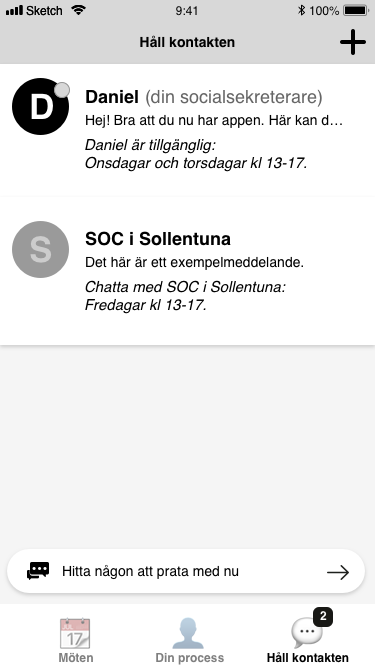 Sketch 9:41 100%
Håll kontakten
D
Daniel (din socialsekreterare)
Hej! Bra att du nu har appen. Här kan d…
Daniel är tillgänglig:
Onsdagar och torsdagar kl 13-17.
S
SOC i Sollentuna
Det här är ett exempelmeddelande.
Chatta med SOC i Sollentuna:
Fredagar kl 13-17.
Hitta någon att prata med nu
17
2
Möten Din process Håll kontakten